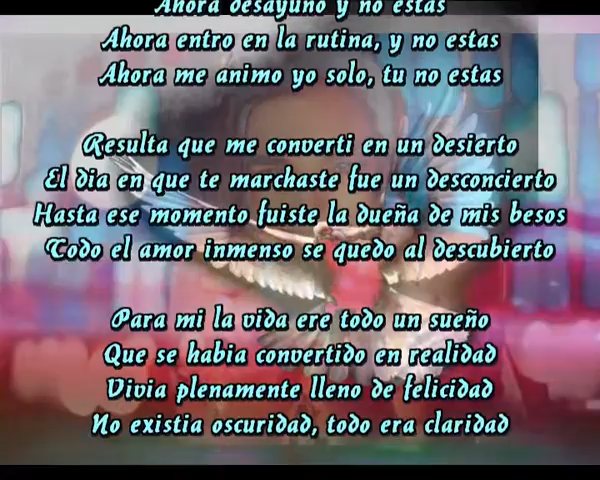 Ahora desayuno y no estas
Ahora entro en la rutina, y no estas
Ahora me animo yo solo, tu no estas
Resulta que me converti en un desierto
El dia en que te marchaste fue un desconcierto
Hasta ese momento fuiste la dueña de mis besos
Todo el amor inmenso se quedo al descubierto
Para mi la vida ere todo un sueño
Que se habia convertido en realidad
Vivia plenamente lleno de felicidad
No existia oscuridad, todo era claridad